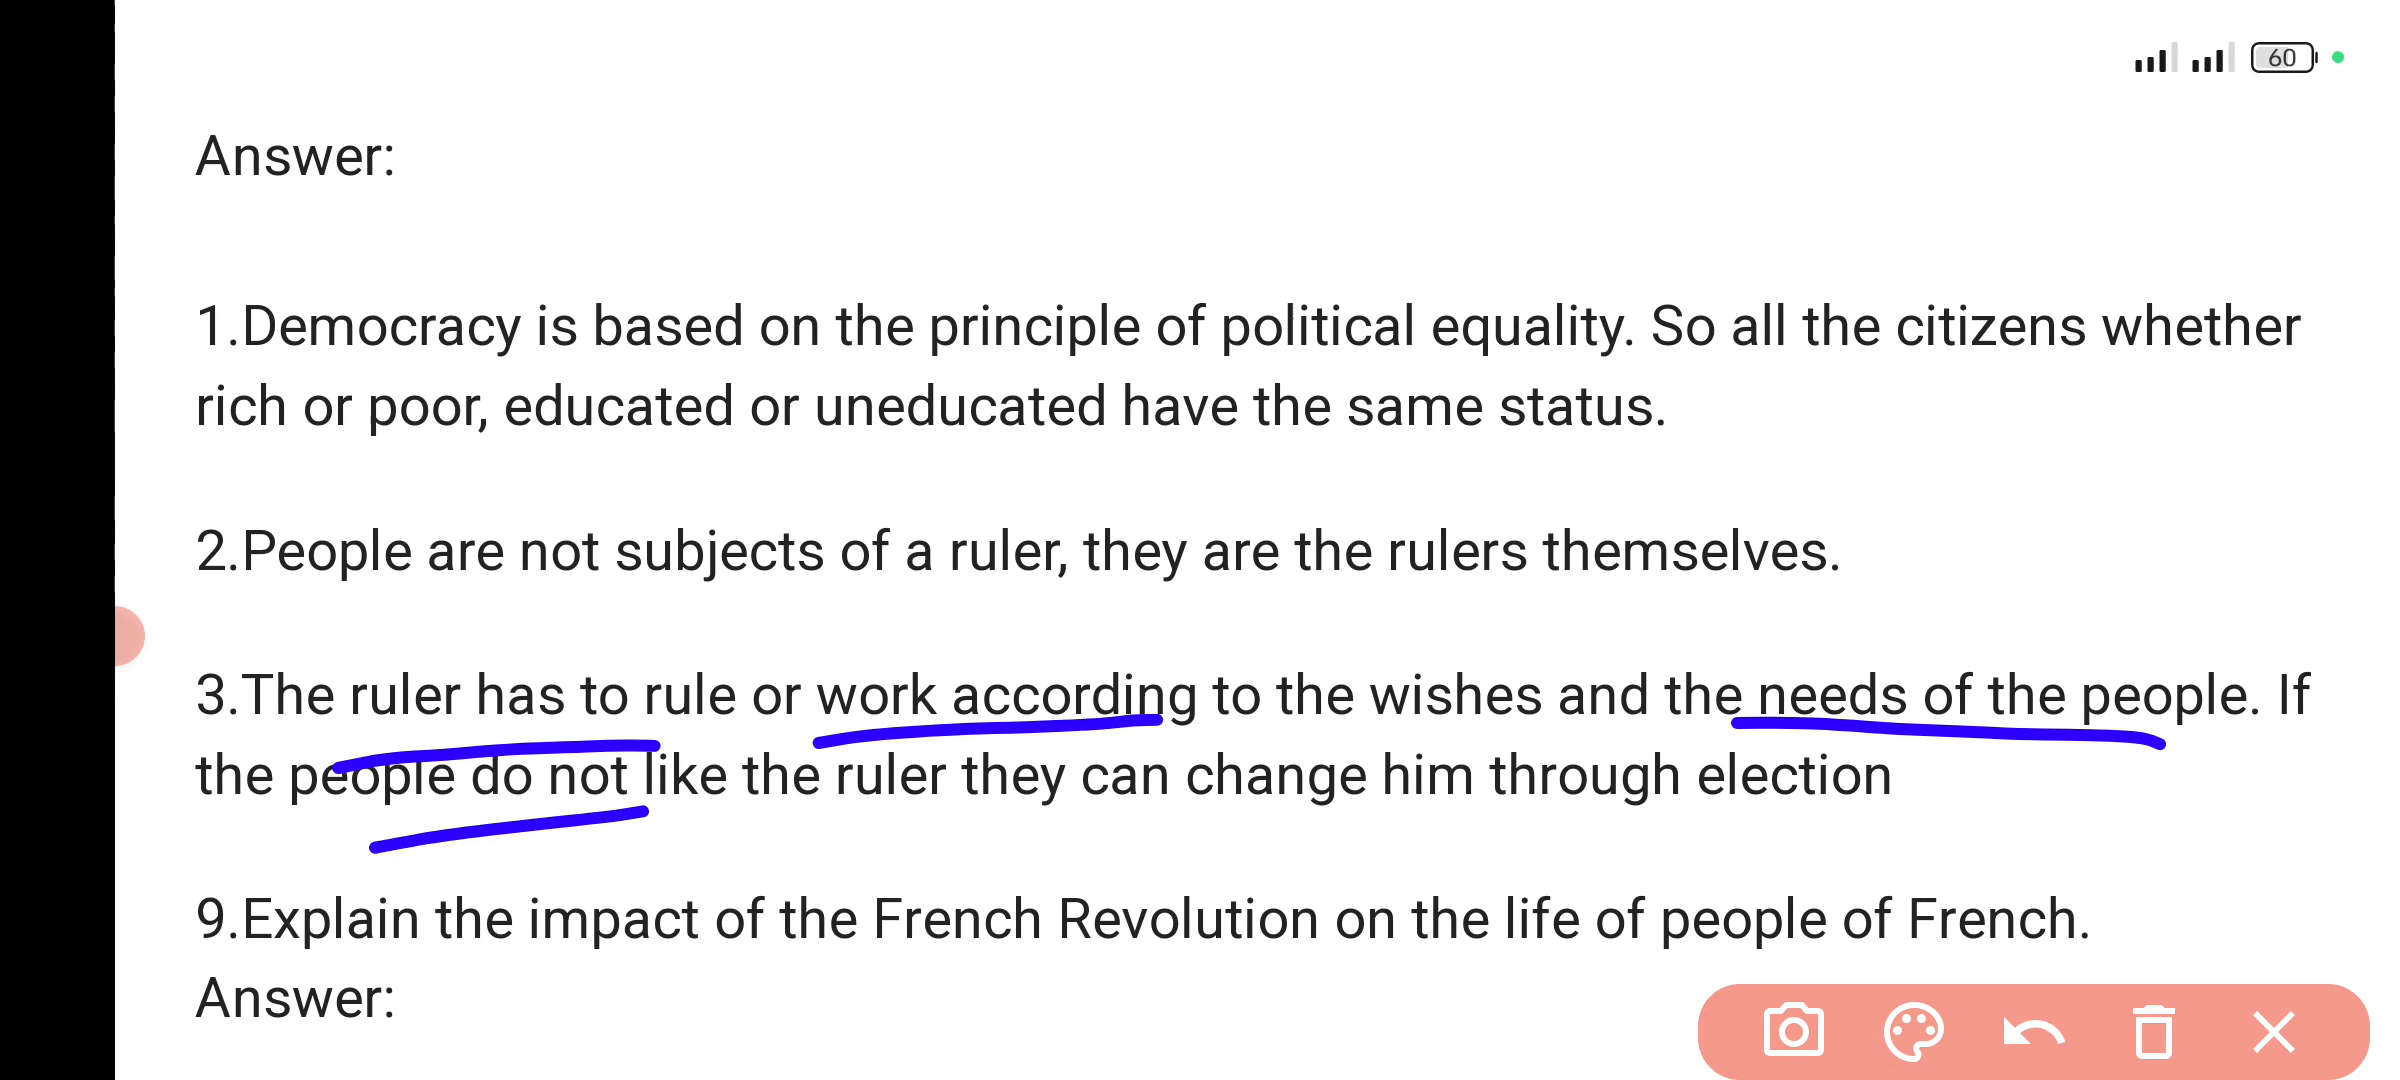 60
Answer:
1.Democracy is based on the principle of political equality. So all the citizens whether
rich or poor, educated or uneducated have the same status.
2.People are not subjects of a ruler, they are the rulers themselves.
3.The ruler has to rule or work according to the wishes and the needs of the people. If
the people do not like the ruler they can change him through election
9.Explain the impact of the French Revolution on the life of people of French.
Answer: